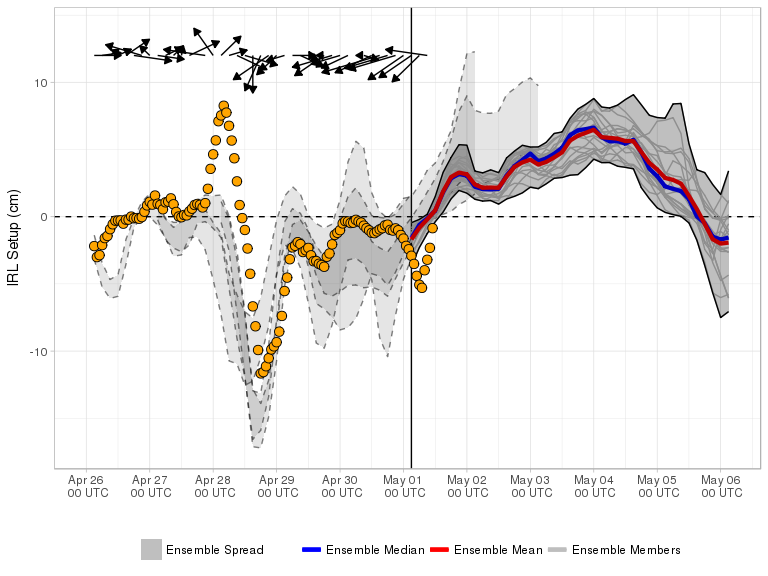 IRL Setup (cm)
10
0
-10
Apr 26 Apr 27 Apr 28 Apr 29 Apr 30 May 01 May 02 May 03 May 04 May 05 May 06
00 UTC 00 UTC 00 UTC 00 UTC 00 UTC 00 UTC 00 UTC 00 UTC 00 UTC 00 UTC 00 UTC
Ensemble Spread Ensemble Median Ensemble Mean Ensemble Members